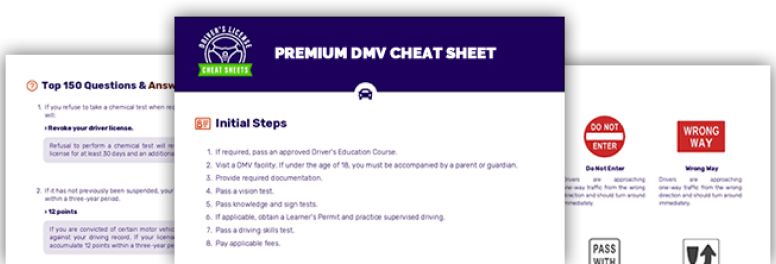 Top 150 Questions & Answ
1. If you refuse to take a chemical test when req
will:
› Revoke your driver license.
Refusal to perform a chemical test will re
license for at least 30 days and an additiona
2. If it has not previously been suspended, your
within a three-year period.
› 12 points
If you are convicted of certain motor vehic
against your driving record. If your license
accumulate 12 points within a three-year pe
DRIVER'S LICENSE
CHEAT SHEETS
PREMIUM DMV CHEAT SHEET
Initial Steps
1. If required, pass an approved Driver's Education Course.
2. Visit a DMV facility. If under the age of 18, you must be accompanied by a parent or guardian.
3. Provide required documentation.
4. Pass a vision test.
5. Pass knowledge and sign tests.
6. If applicable, obtain a Learner's Permit and practice supervised driving.
7. Pass a driving skills test.
8. Pay applicable fees.
DO NOT
ENTER
Do Not Enter
Drivers are approaching
one-way traffic from the wrong
direction and should turn around
immediately.
WRONG
WAY
Wrong Way
Drivers are approaching
one-way traffic from the wrong
direction and should turn around
immediately.
PASS
WITH